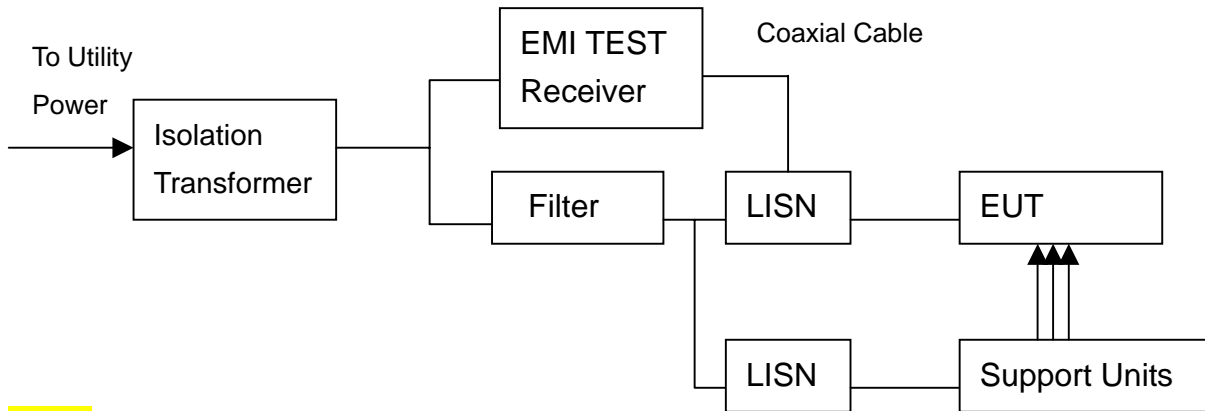 To Utility
Power
Isolation
Transformer
EMI TEST
Receiver
Coaxial Cable
Filter
LISN
EUT
LISN
Support Units